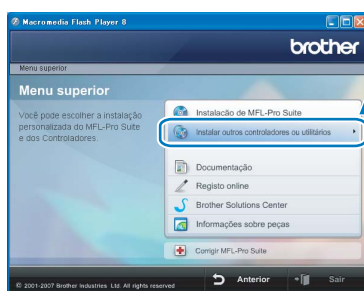 Macromedia Flash Player 8
brother
Menu superior
Menu superior
Você pode escolher a instalação
personalizada do MFL-Pro Suite
e dos Controladores.
Instalação de MFL-Pro Suite
Instalar outros controladores ou utilitários
Documentação
Registo online
Brother Solutions Center
Informações sobre peças
Corrigir MFL-Pro Suite
© 2001-2007 Brother Industries Ltd. All rights reserved
Anterior
Sair